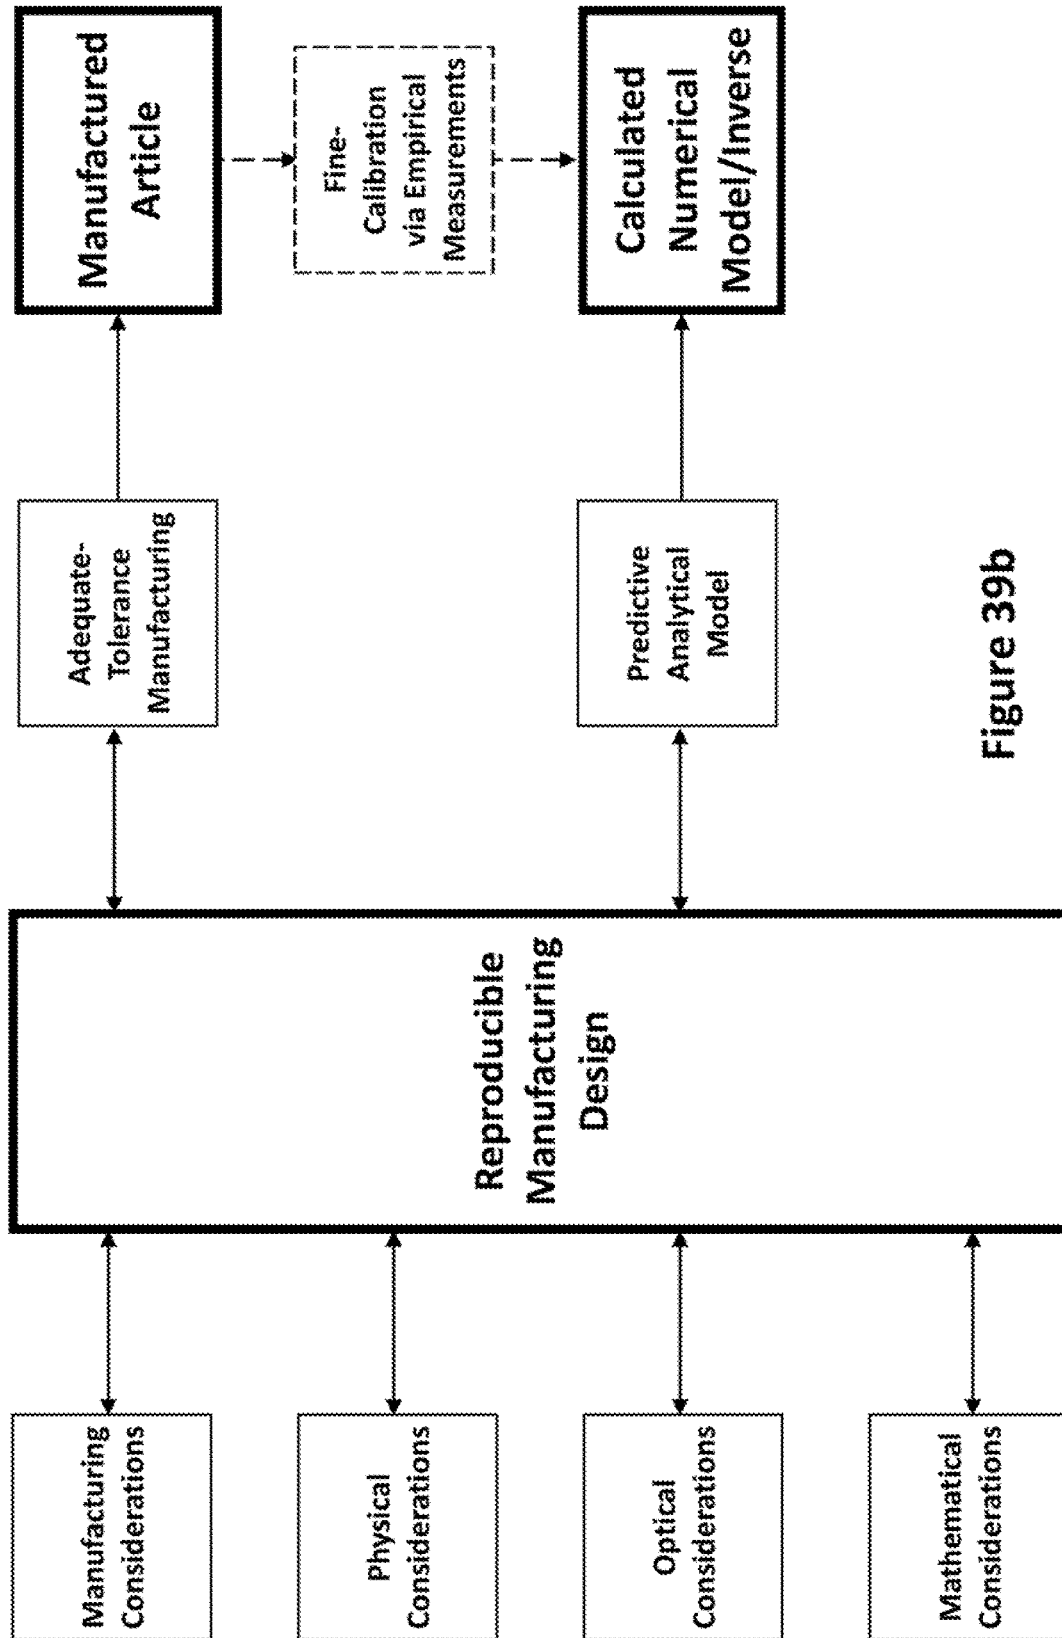 Manufacturing
Considerations
Physical
Considerations
Optical
Considerations
Mathematical
Considerations
Reproducible
Manufacturing
Design
Adequate-
Tolerance
Manufacturing
Predictive
Analytical
Model
Manufactured
Article
Fine-
Calibration
via Empirical
Measurements
Calculated
Numerical
Model/Inverse
Figure 39b